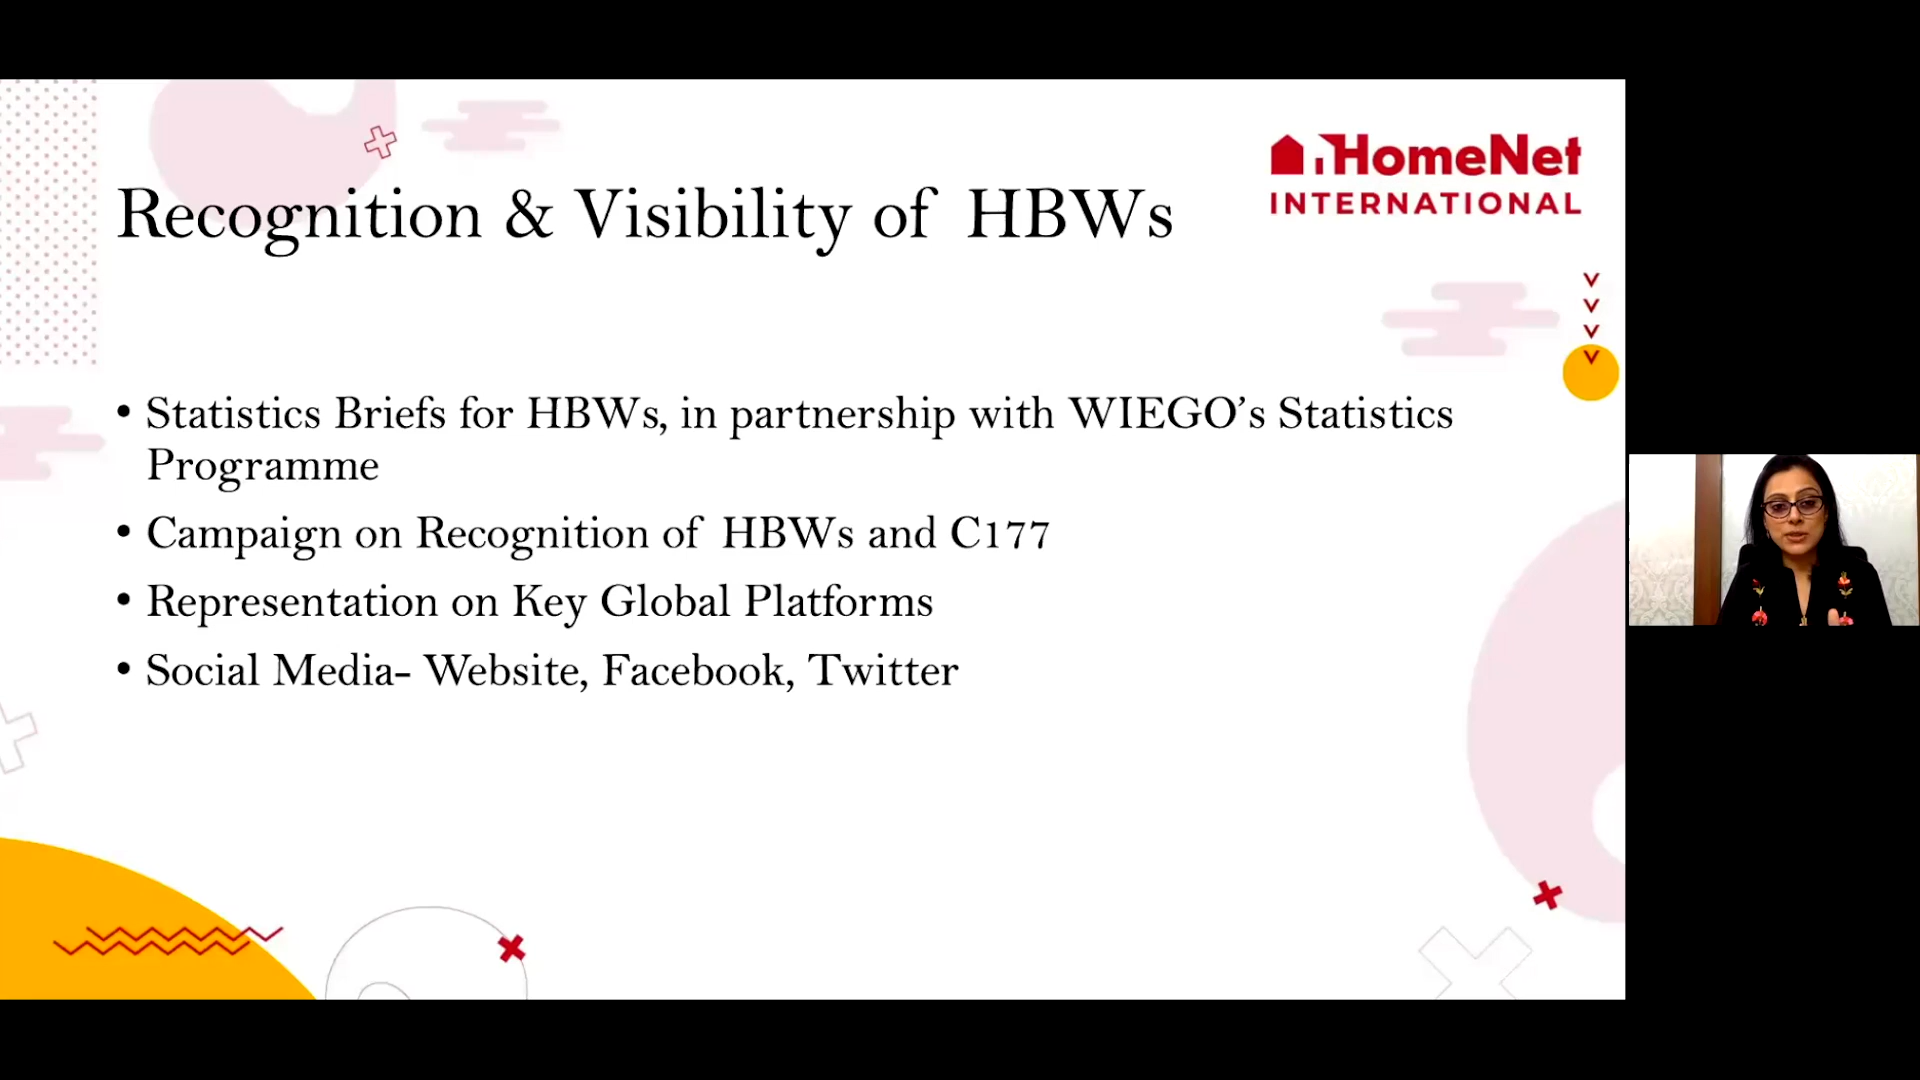 HomeNet
INTERNATIONAL
Recognition & Visibility of HBWs
• Statistics Briefs for HBWs, in partnership with WIEGO’s Statistics
Programme
• Campaign on Recognition of HBWs and C177
• Representation on Key Global Platforms
• Social Media- Website, Facebook, Twitter